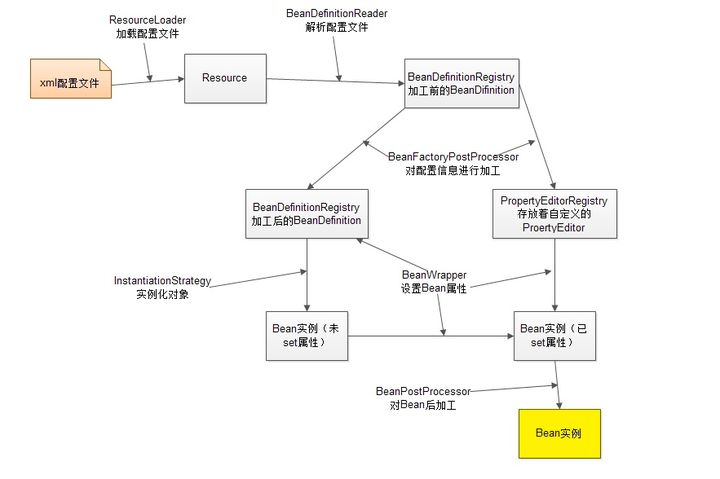 ResourceLoader
加载配置文件
BeanDefinitionReader
解析配置文件
xml配置文件
Resource
BeanDefinitionRegistry
加工前的BeanDifinition
BeanFactoryPostProcessor
对配置信息进行加工
BeanDefinitionRegistry
加工后的BeanDefinition
PropertyEditorRegistry
存放着自定义的
ProertyEditor
InstantiationStrategy
实例化对象
BeanWrapper
设置Bean属性
Bean实例（未
set属性）
Bean实例（已
set属性）
BeanPostProcessor
对Bean后加工
Bean实例